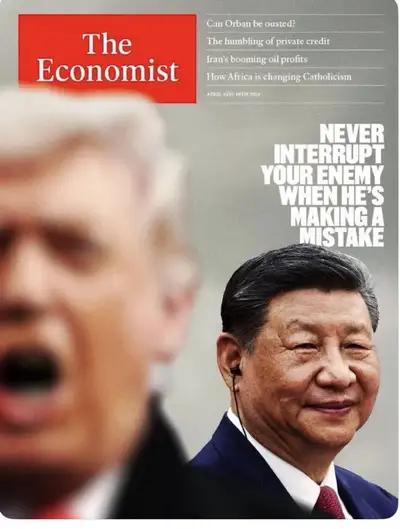 The
Economist
Can Orban be ousted?
The humbling of private credit
Iran's booming oil profits
How Africa is changing Catholicism
NEVER
INTERRUPT
YOUR ENEMY
WHEN HE'S
MAKING A
MISTAKE